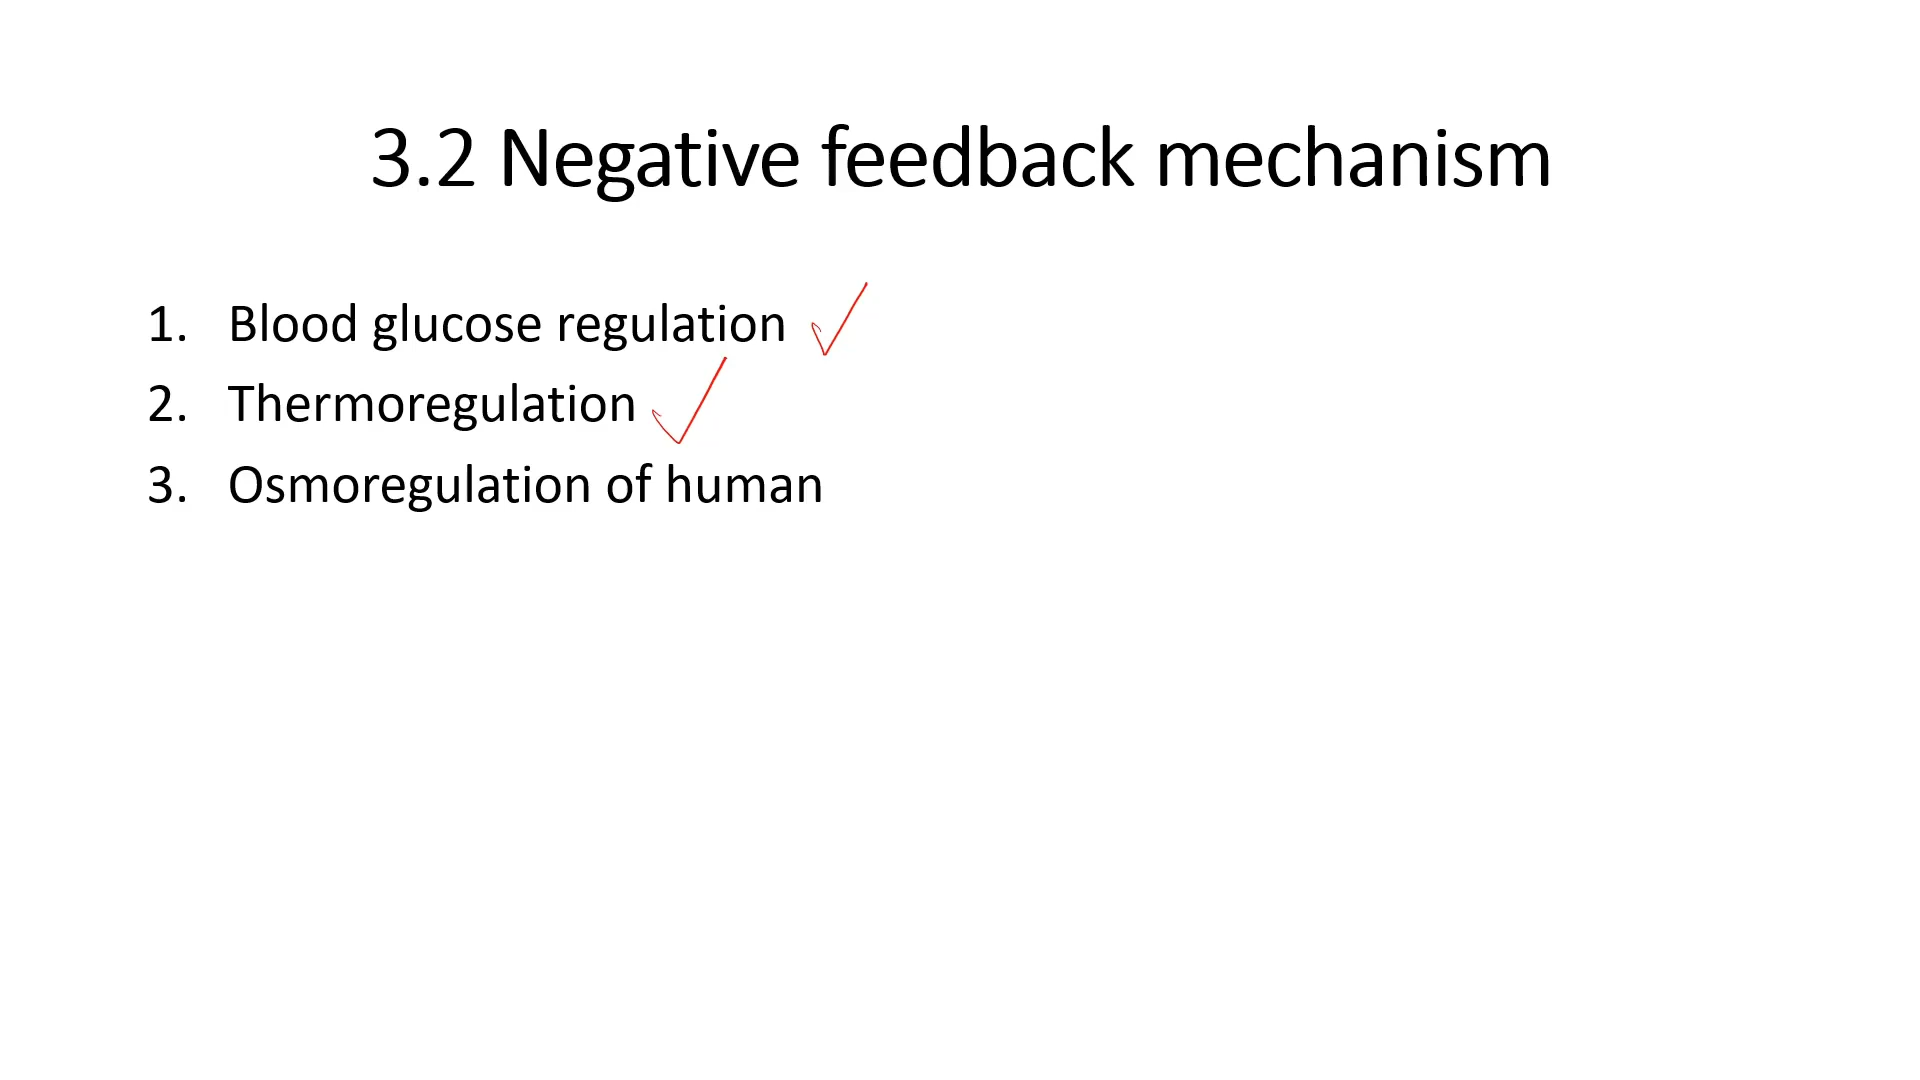 3.2 Negative feedback mechanism
1. Blood glucose regulation
2. Thermoregulation
3. Osmoregulation of human